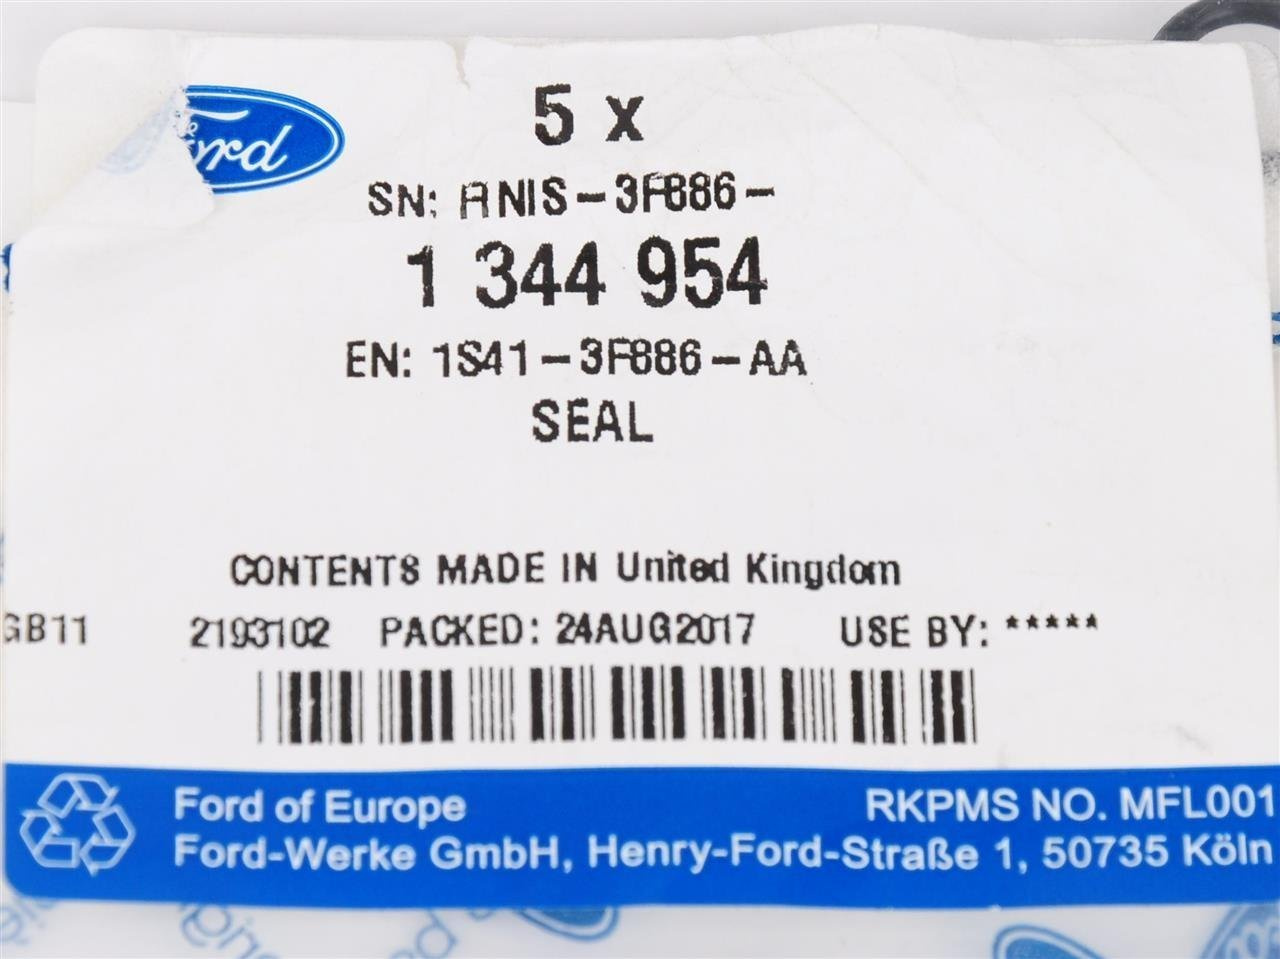 Ford
5 x
SN: ANIS-3F886-
1 344 954
EN: 1S41-3F886-AA
SEAL
CONTENTS MADE IN United Kingdom
GB11 2193102 PACKED: 24AUG2017 USE BY: *****
Ford of Europe RKPMS NO. MFL001
Ford-Werke GmbH, Henry-Ford-Straße 1, 50735 Köln